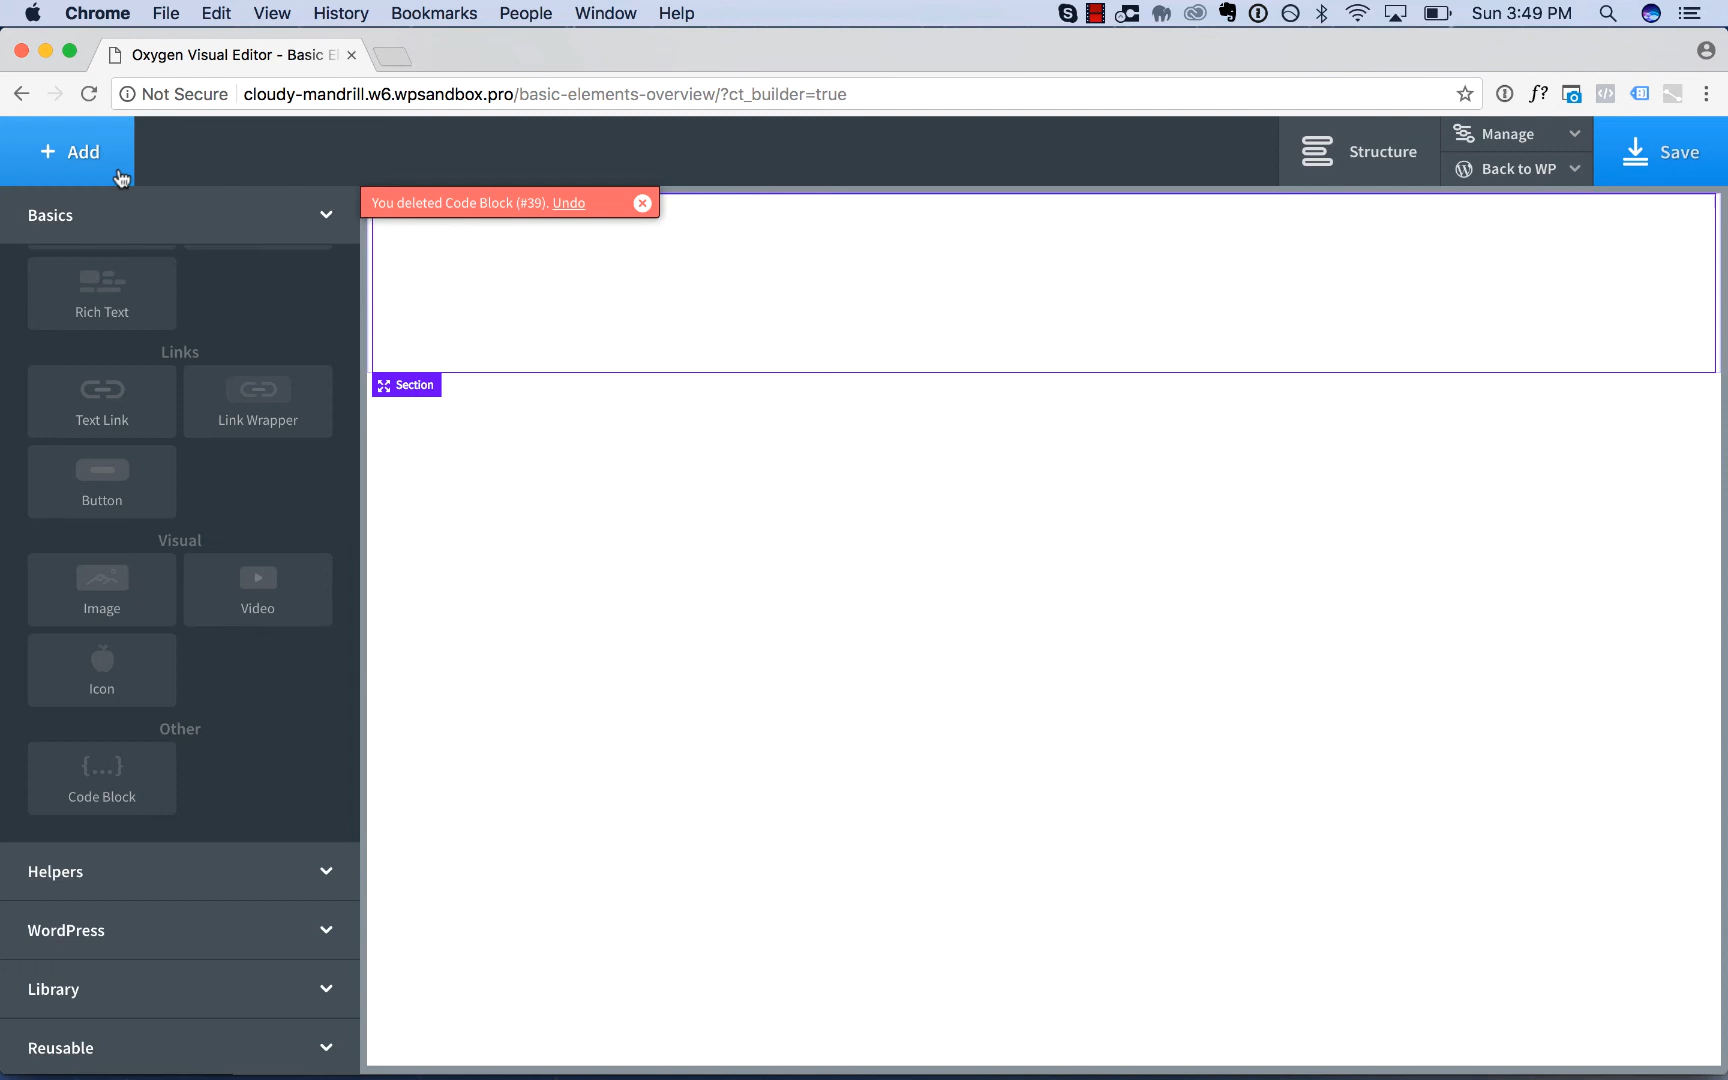 Chrome File Edit View History Bookmarks People Window Help Sun 3:49 PM
Oxygen Visual Editor - Basic El
Not Secure cloudy-mandrill.w6.wpsandbox.pro/basic-elements-overview/?ct_builder=true
+ Add
Structure
Manage
Back to WP
Save
Basics
You deleted Code Block (#39). Undo
Rich Text
Section
Links
Text Link
Link Wrapper
Button
Visual
Image
Video
Icon
Other
{...}
Code Block
Helpers
WordPress
Library
Reusable